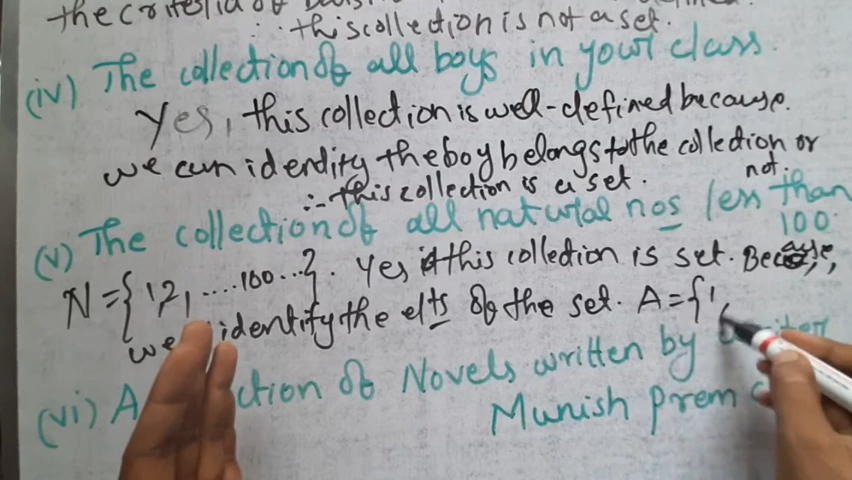 the criteria of
∴ this collection is not a set.
(iv) The collection of all boys in your class.
Yes, this collection is well-defined because.
we can identity the boy belongs to the collection or not.
∴ this collection is a set.
(v) The collection of all natural nos less than 100.
N = {1,2, ....100...}. Yes this collection is set. Because,
we identify the elts of the set. A = {1,
(vi) A ction of Novels written by
Munish prem